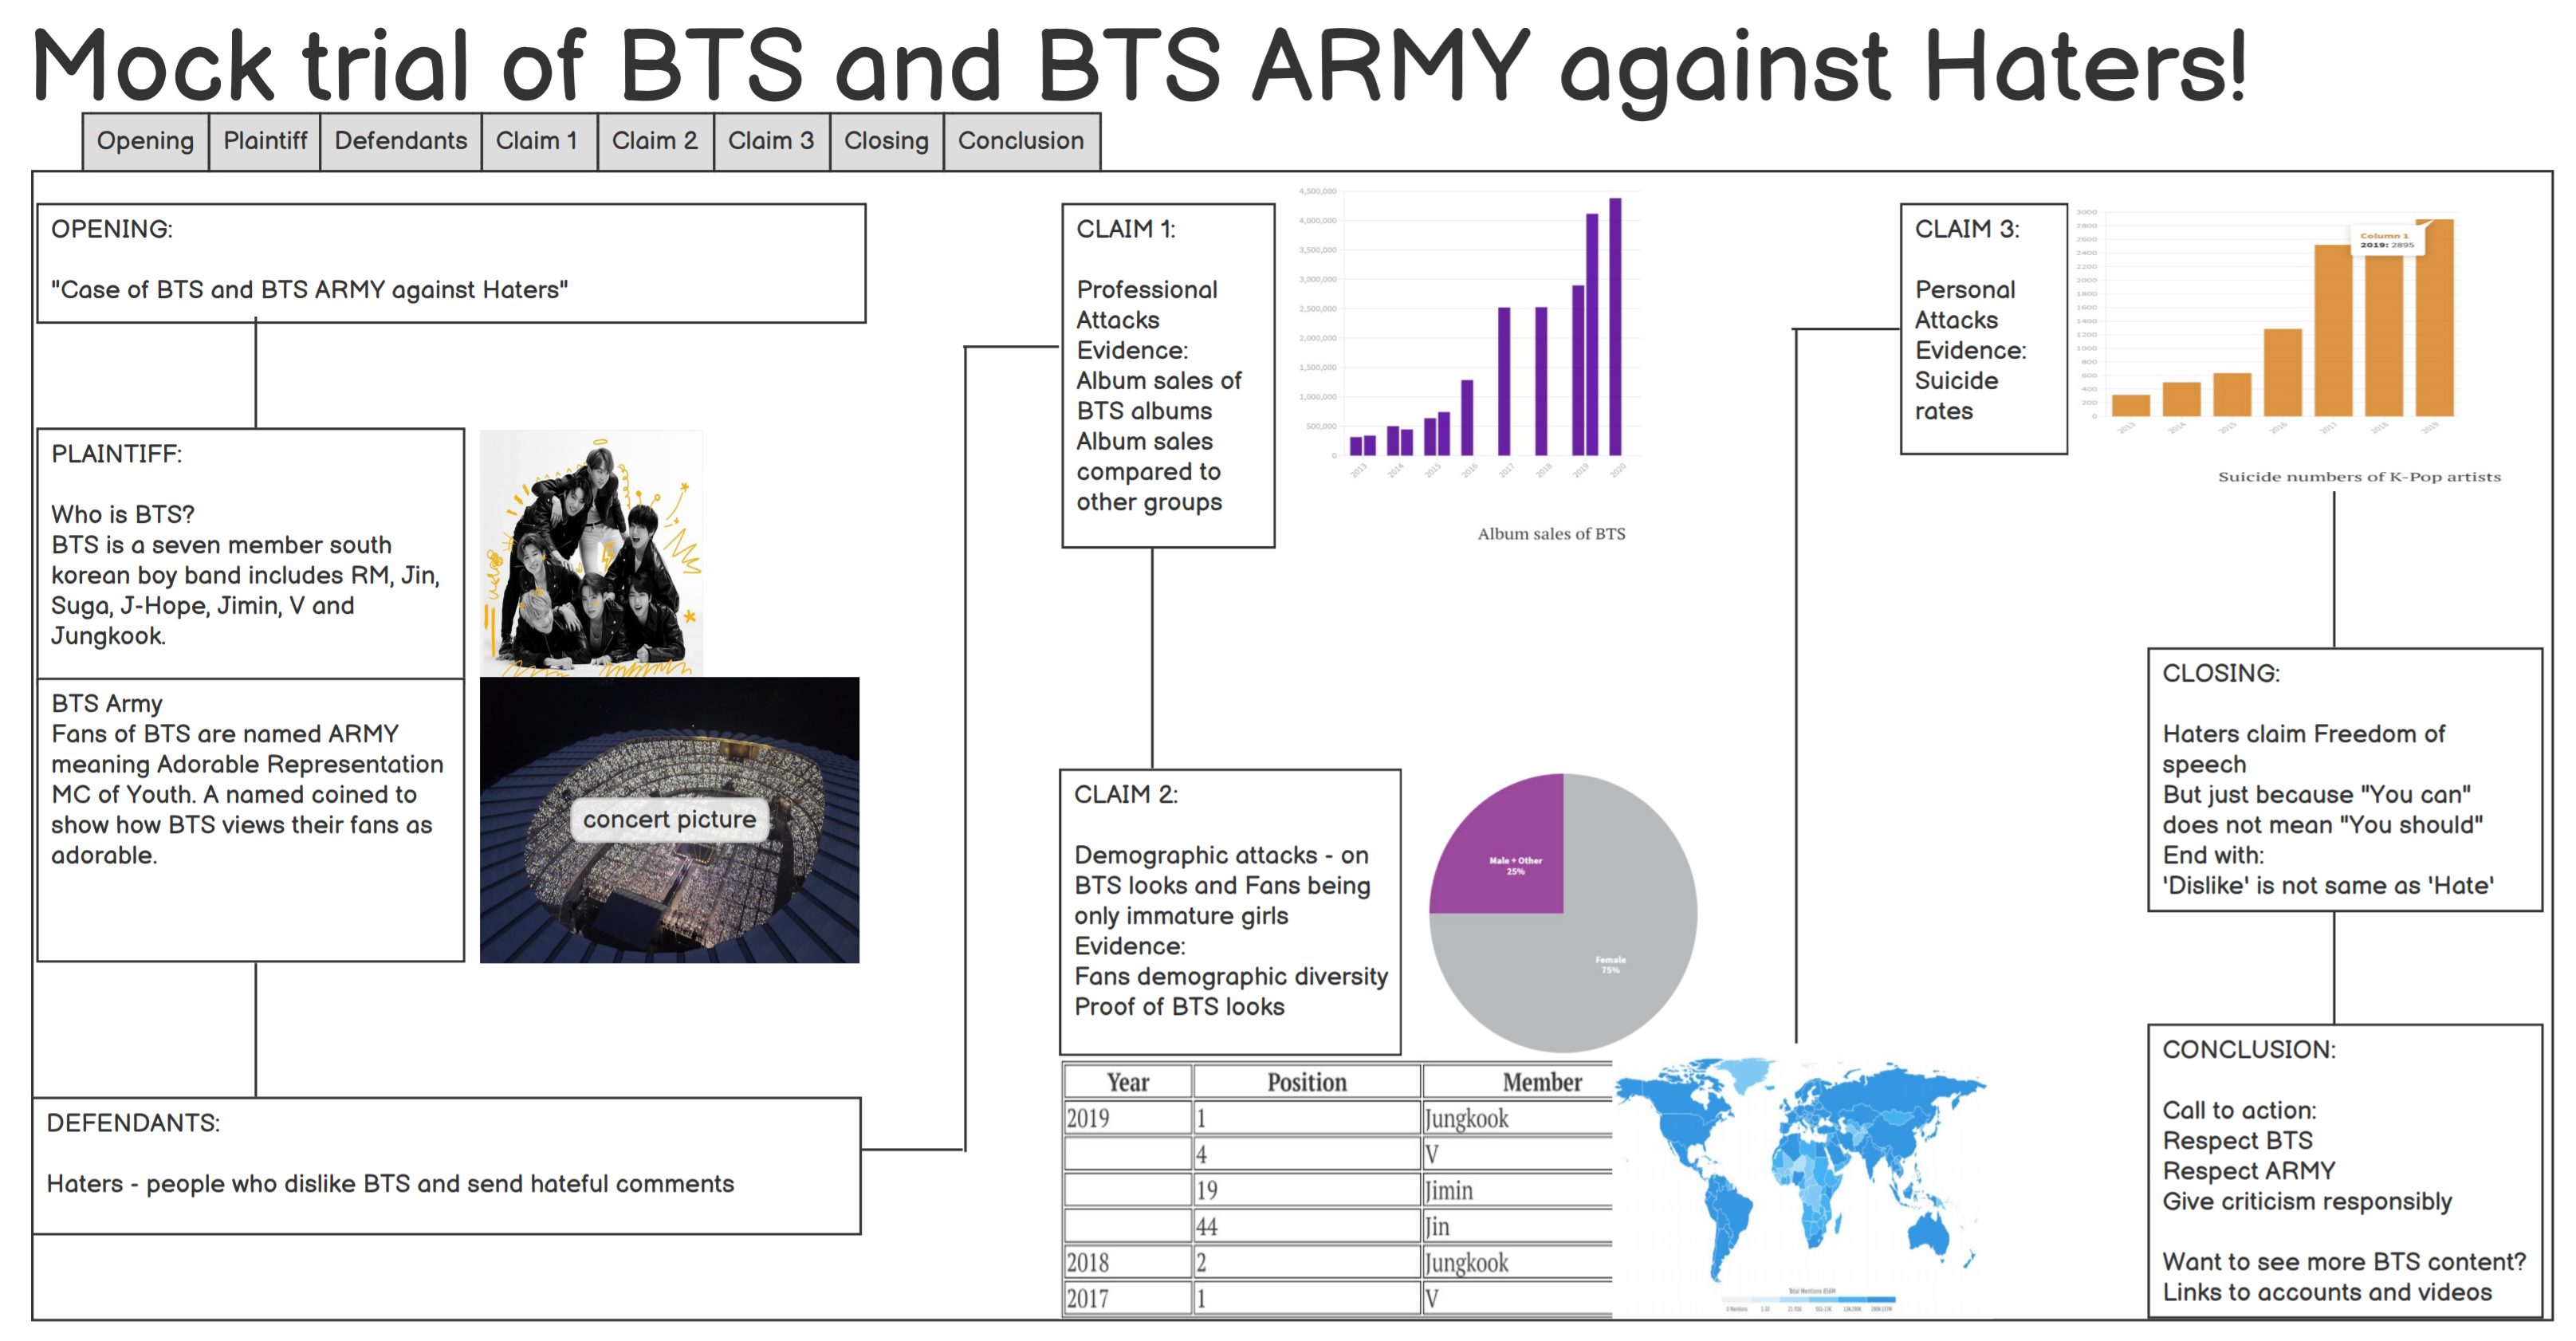 Mock trial of BTS and BTS ARMY against Haters!
Opening
Plaintiff
Defendants
Claim 1
Claim 2
Claim 3
Closing
Conclusion
OPENING:
"Case of BTS and BTS ARMY against Haters"
PLAINTIFF:
Who is BTS?
BTS is a seven member south
korean boy band includes RM, Jin,
Suga, J-Hope, Jimin, V and
Jungkook.
BTS Army
Fans of BTS are named ARMY
meaning Adorable Representation
MC of Youth. A named coined to
show how BTS views their fans as
adorable.
concert picture
DEFENDANTS:
Haters - people who dislike BTS and send hateful comments
CLAIM 1:
Professional
Attacks
Evidence:
Album sales of
BTS albums
Album sales
compared to
other groups
4,500,000
4,000,000
3,500,000
3,000,000
2,500,000
2,000,000
1,500,000
1,000,000
500,000
0
2013
2014
2015
2016
2017
2018
2019
2020
Album sales of BTS
CLAIM 2:
Demographic attacks - on
BTS looks and Fans being
only immature girls
Evidence:
Fans demographic diversity
Proof of BTS looks
Male + Other
25%
Female
75%
Year Position Member
2019 1 Jungkook
4 V
19 Jimin
44 Jin
2018 2 Jungkook
2017 1 V
Total Mentions 856M
0 Mentions
1-20
21-500
501-13K
13K-280K
CLAIM 3:
Personal
Attacks
Evidence:
Suicide
rates
3000
2800
2600
2400
2200
2000
1800
1600
1400
1200
1000
800
600
400
200
0
Column 1
2019: 2895
2013
2014
2015
2016
2017
2018
2019
Suicide numbers of K-Pop artists
CLOSING:
Haters claim Freedom of
speech
But just because "You can"
does not mean "You should"
End with:
'Dislike' is not same as 'Hate'
CONCLUSION:
Call to action:
Respect BTS
Respect ARMY
Give criticism responsibly
Want to see more BTS content?
Links to accounts and videos